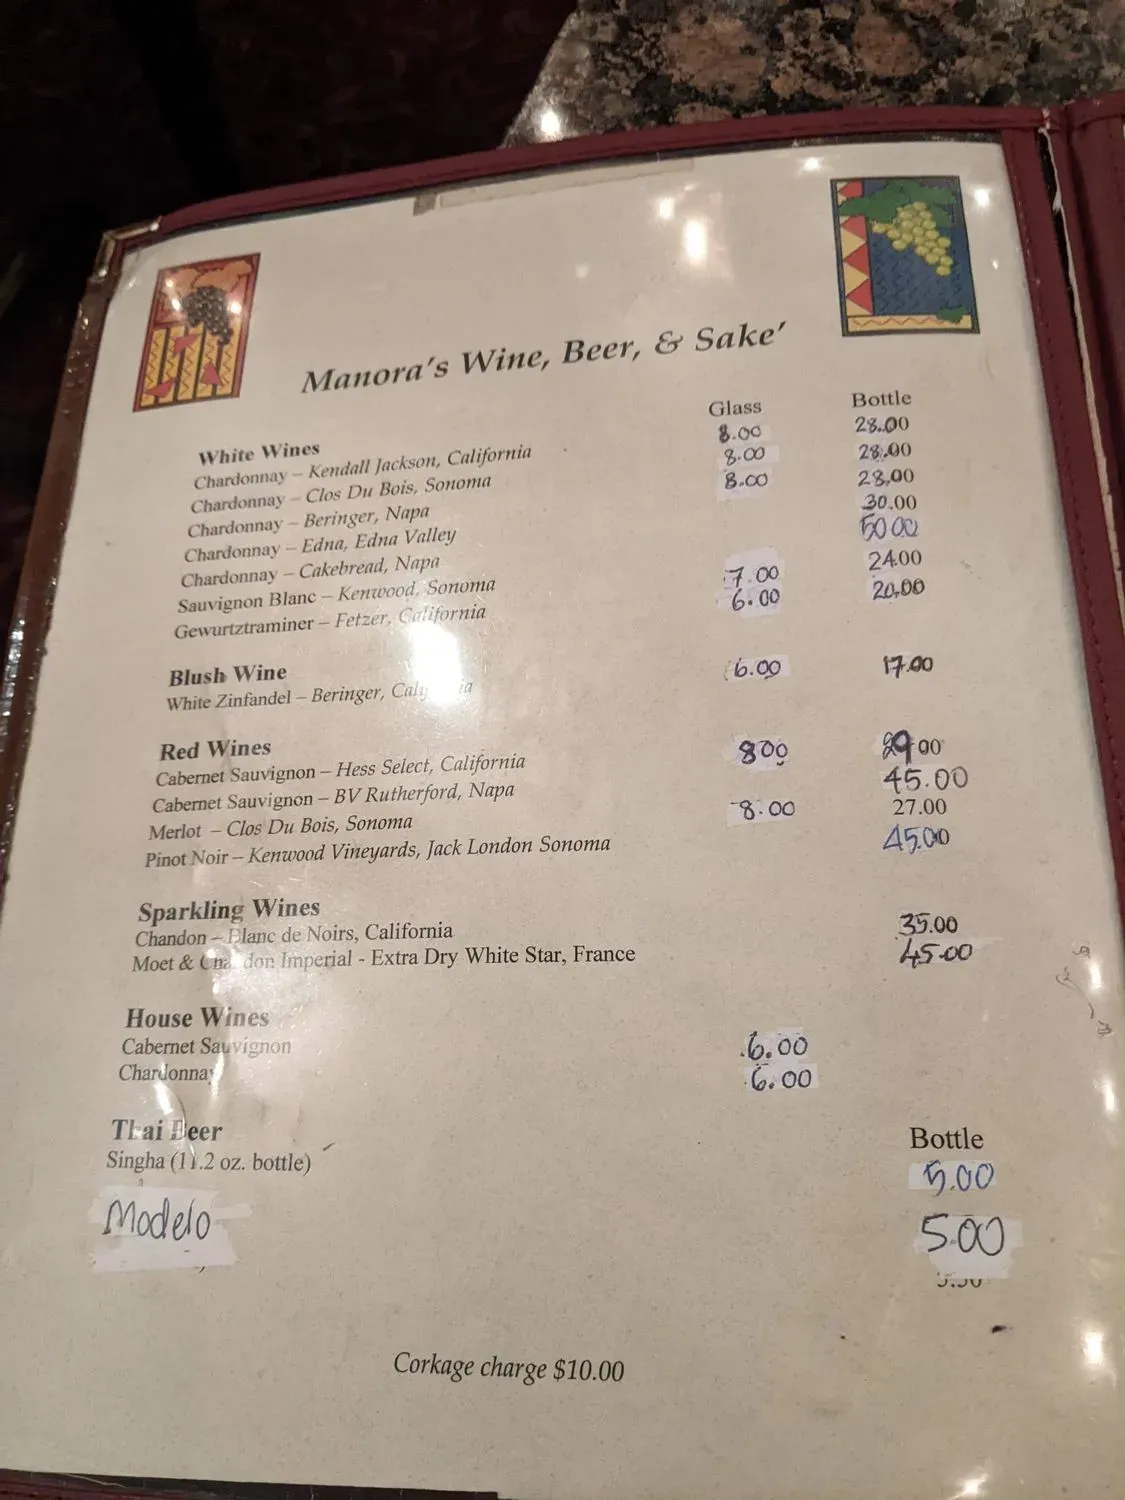 Manora's Wine, Beer, & Sake'
Glass Bottle
White Wines
Chardonnay – Kendall Jackson, California 8.00 28.00
Chardonnay – Clos Du Bois, Sonoma 8.00 28.00
Chardonnay – Beringer, Napa 8.00 28.00
Chardonnay – Edna, Edna Valley 30.00
Chardonnay – Cakebread, Napa 50 00
Sauvignon Blanc – Kenwood, Sonoma 7.00 24.00
Gewurtztraminer – Fetzer, California 6.00 20.00
Blush Wine
White Zinfandel – Beringer, 6.00 17.00
Red Wines
Cabernet Sauvignon – Hess Select, California 800 29 00
Cabernet Sauvignon – BV Rutherford, Napa 45.00
Merlot – Clos Du Bois, Sonoma 8.00 27.00
Pinot Noir – Kenwood Vineyards, Jack London Sonoma 45.00
Sparkling Wines
Chandon – Blanc de Noirs, California 35.00
Moet & Chandon Imperial - Extra Dry White Star, France 45.00
House Wines
Cabernet Sauvignon 6.00
Chardonnay 6.00
Thai Beer Bottle
Singha (11.2 oz. bottle) 5.00
Modelo 5.00
Corkage charge $10.00